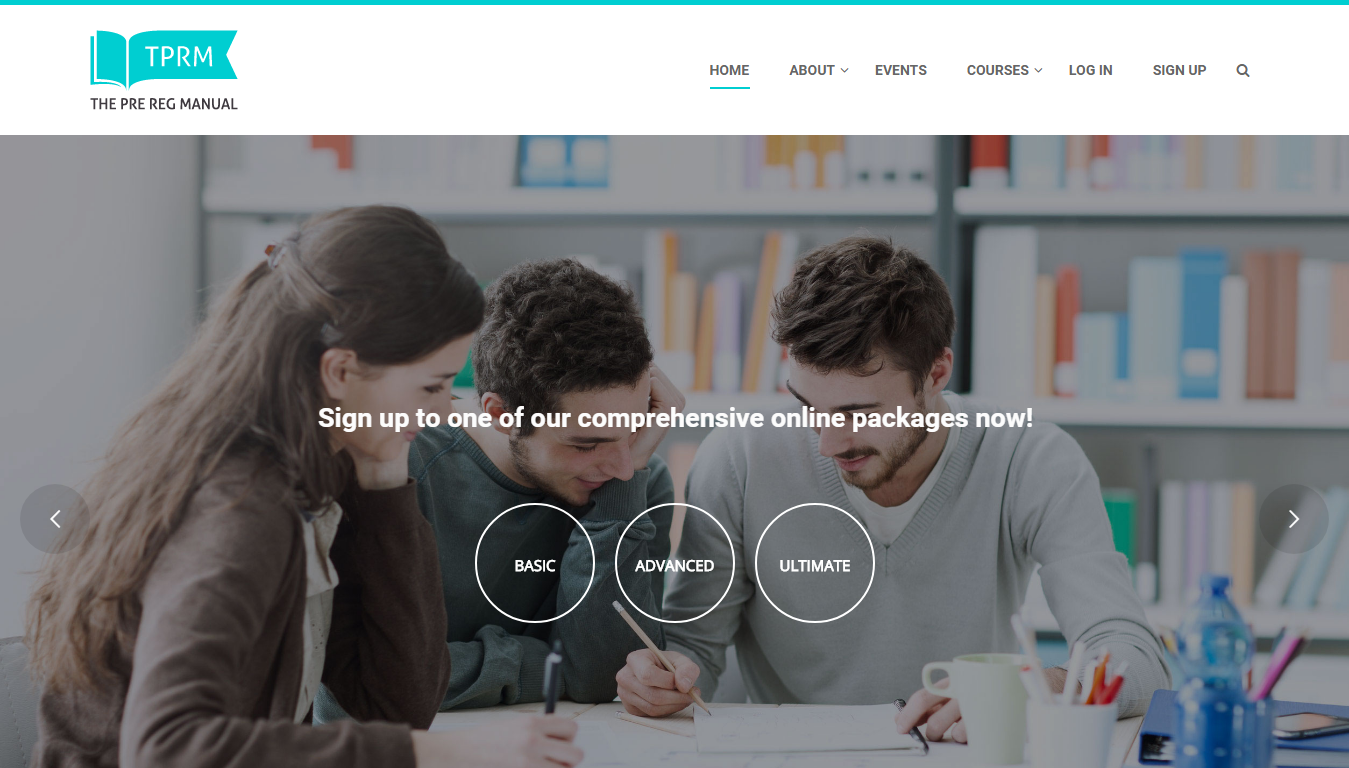 TPRM
THE PRE REG MANUAL
HOME
ABOUT
EVENTS
COURSES
LOG IN
SIGN UP
Sign up to one of our comprehensive online packages now!
BASIC
ADVANCED
ULTIMATE